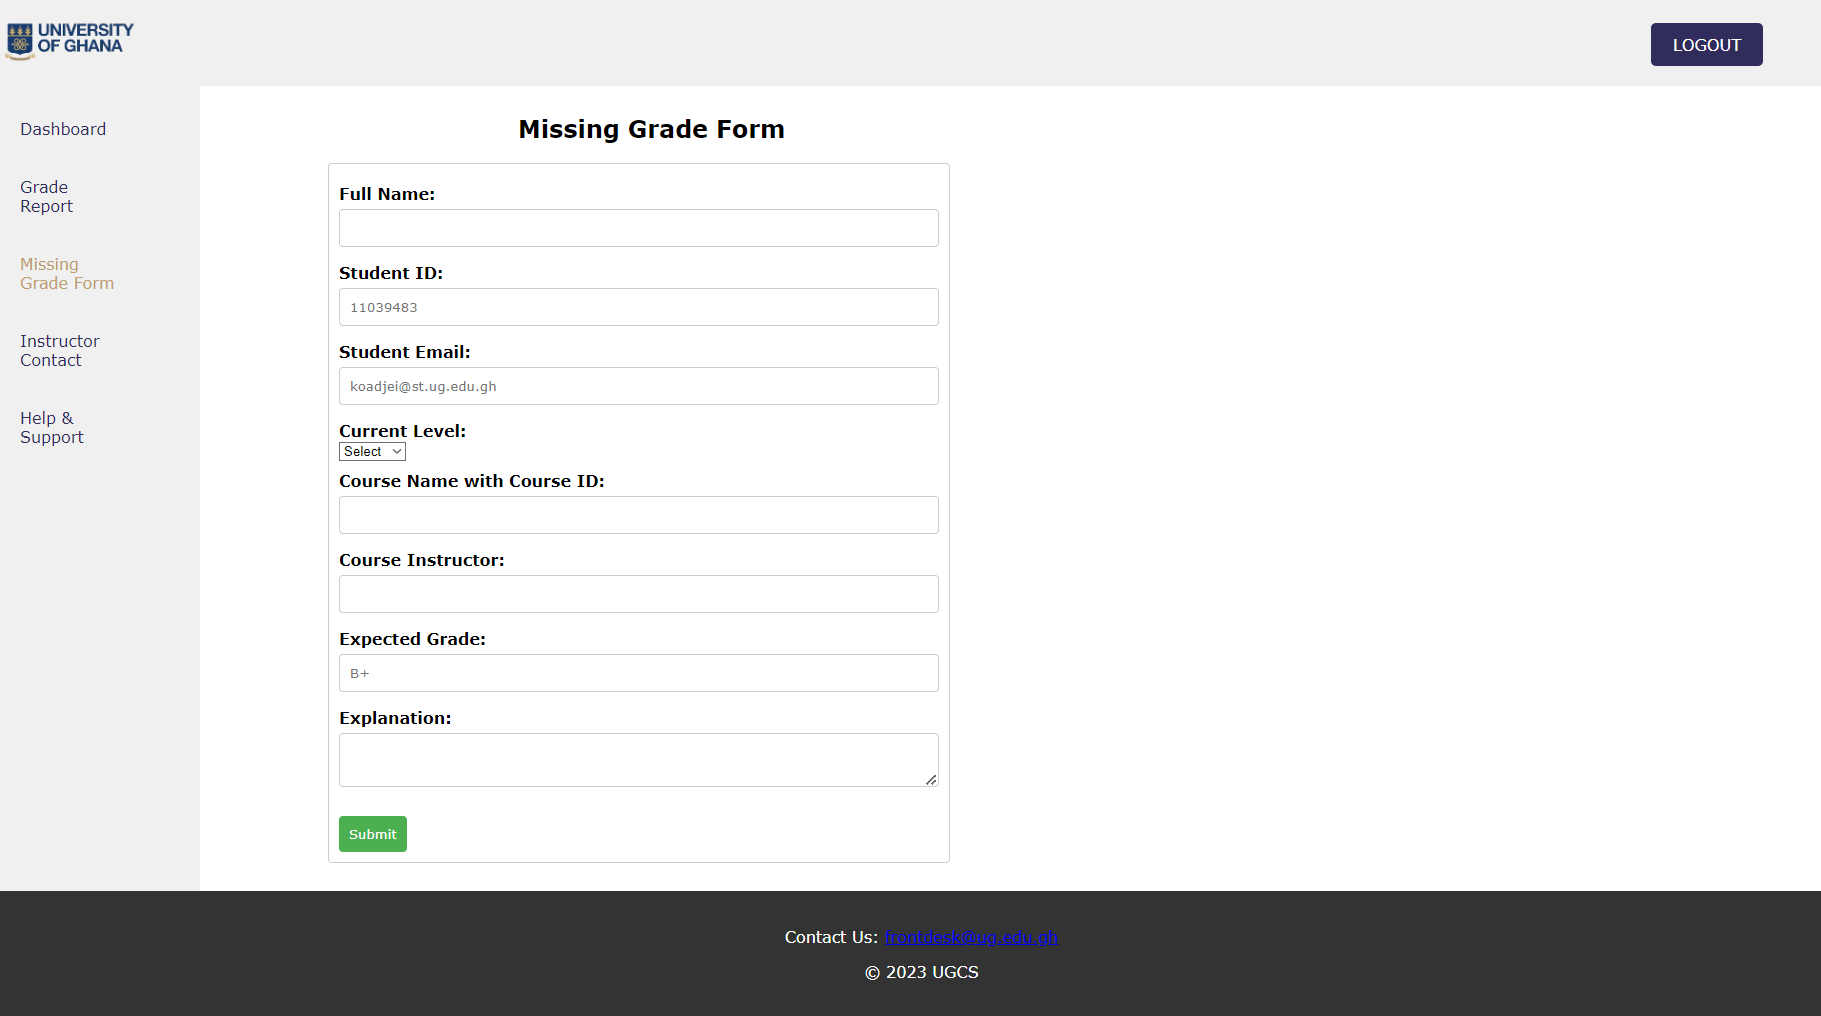 UNIVERSITY
OF GHANA
LOGOUT
Dashboard
Grade
Report
Missing
Grade Form
Instructor
Contact
Help &
Support
Missing Grade Form
Full Name:
Student ID:
11039483
Student Email:
koadjei@st.ug.edu.gh
Current Level:
Select
Course Name with Course ID:
Course Instructor:
Expected Grade:
B+
Explanation:
Submit
Contact Us: frontdesk@ug.edu.gh
© 2023 UGCS